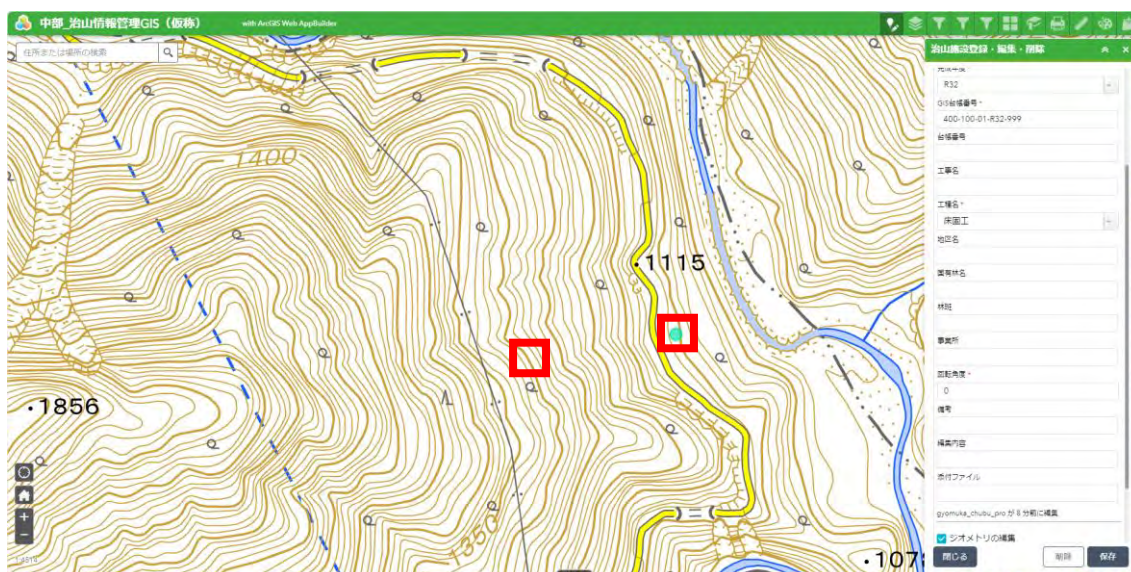 中部_治山情報管理GIS（仮称）
with ArcGIS Web AppBuilder
住所または場所の検索
治山施設登録・編集・削除
完成年度
R32
GIS台帳番号 *
400-100-01-R32-999
台帳番号
工事名
工種名 *
床固工
地区名
国有林名
林班
事業所
回転角度 *
0
備考
編集内容
添付ファイル
gyomuka_chubu_pro が 8 分前に編集
ジオメトリの編集
閉じる
削除
保存
1400
1115
1856
1350